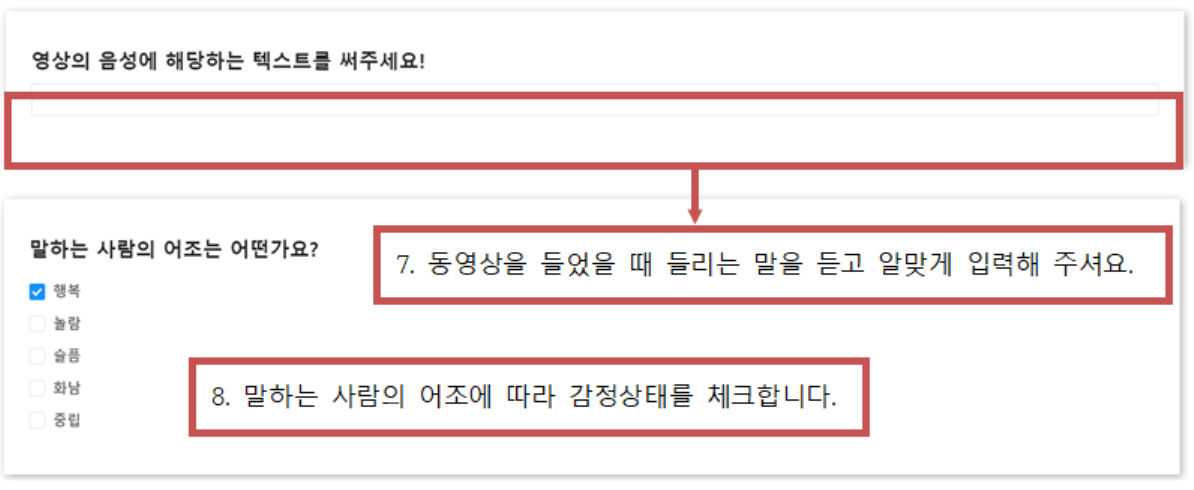 영상의 음성에 해당하는 텍스트를 써주세요!
말하는 사람의 어조는 어떤가요?
7. 동영상을 들었을 때 들리는 말을 듣고 알맞게 입력해 주셔요.
행복
놀람
슬픔
화남
8. 말하는 사람의 어조에 따라 감정상태를 체크합니다.
중립